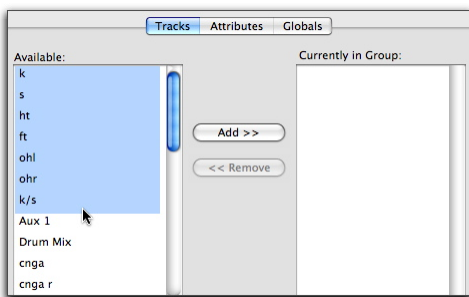 Tracks Attributes Globals
Available:
Currently in Group:
k
s
ht
ft
ohl
ohr
k/s
Aux 1
Drum Mix
cnga
cnga r
Add >>
<< Remove